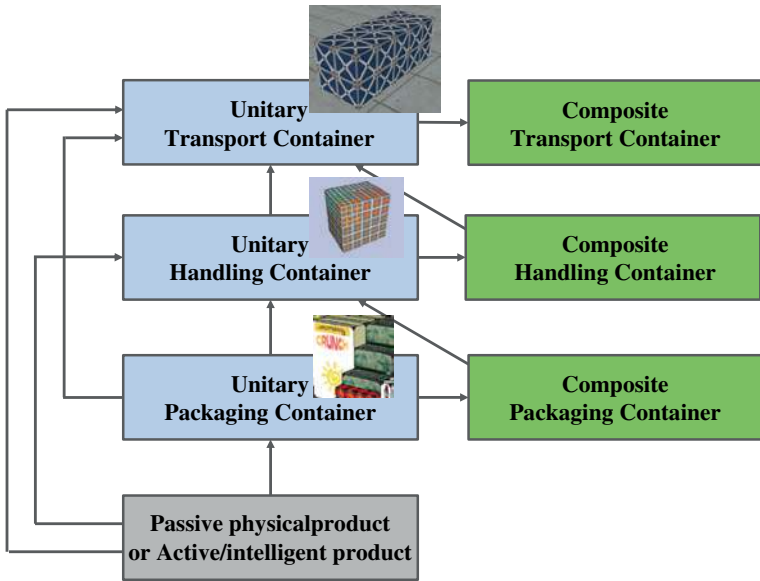 Unitary
Transport Container
Composite
Transport Container
Unitary
Handling Container
Composite
Handling Container
CRUNCH
Unitary
Packaging Container
Composite
Packaging Container
Passive physicalproduct
or Active/intelligent product